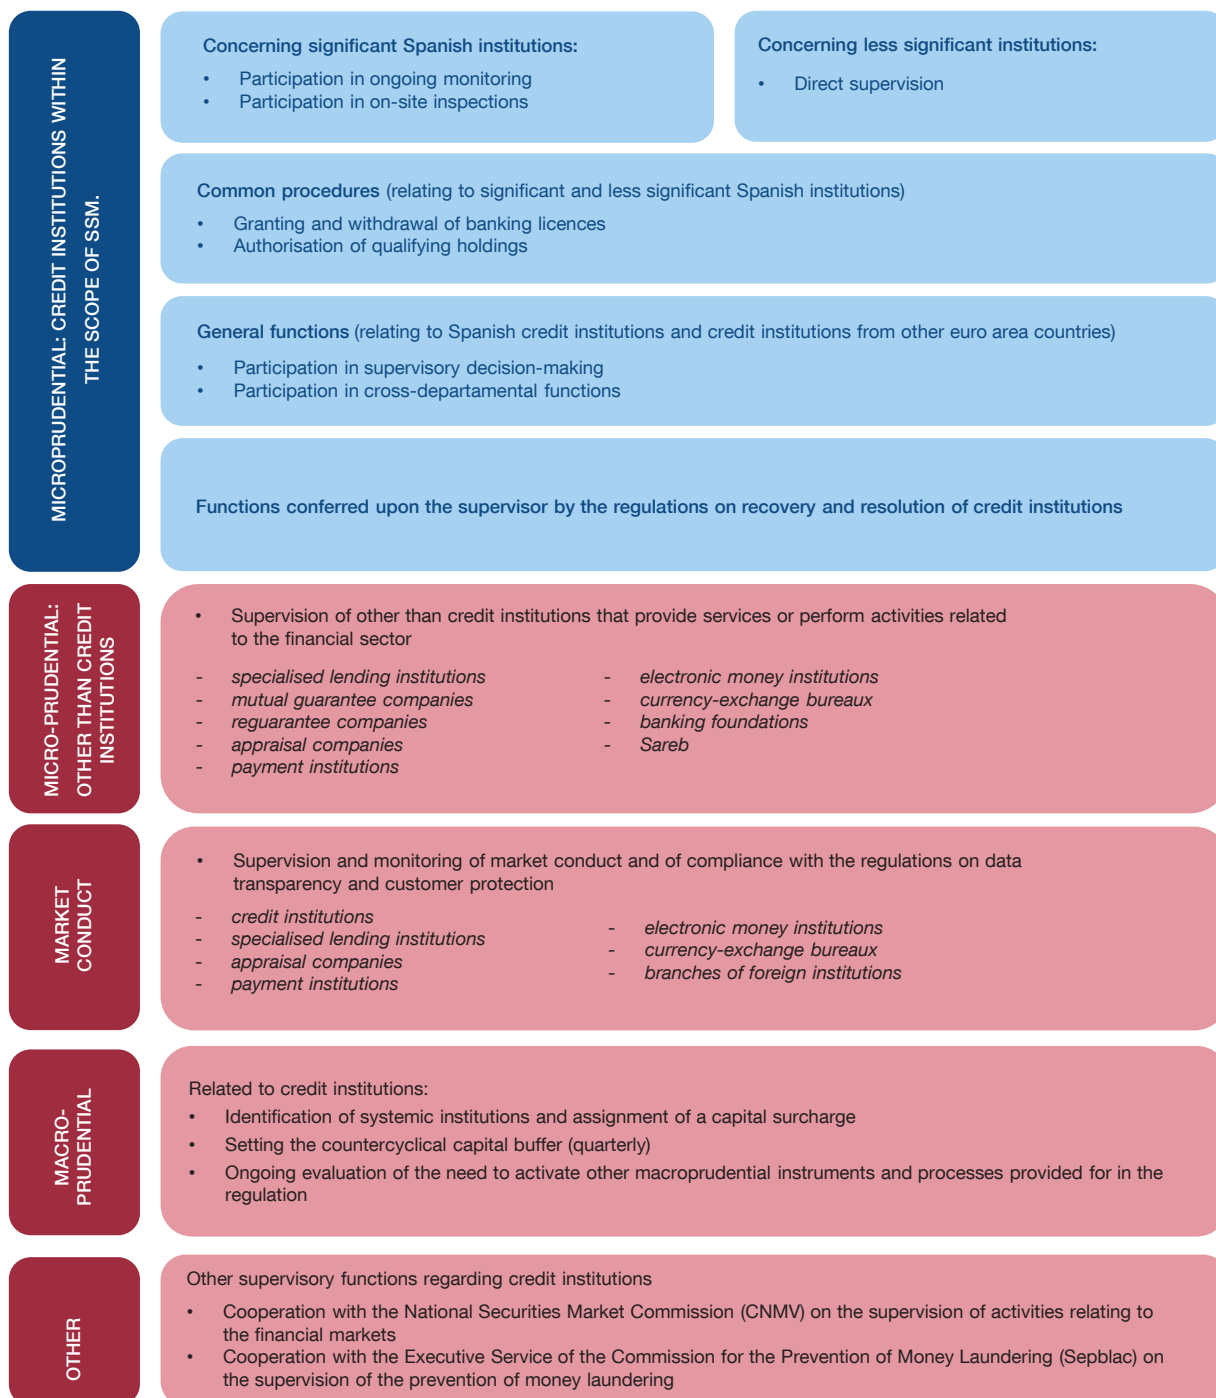 MICROPRUDENTIAL: CREDIT INSTITUTIONS WITHIN
THE SCOPE OF SSM.
Concerning significant Spanish institutions:
• Participation in ongoing monitoring
• Participation in on-site inspections
Concerning less significant institutions:
• Direct supervision
Common procedures (relating to significant and less significant Spanish institutions)
• Granting and withdrawal of banking licences
• Authorisation of qualifying holdings
General functions (relating to Spanish credit institutions and credit institutions from other euro area countries)
• Participation in supervisory decision-making
• Participation in cross-departamental functions
Functions conferred upon the supervisor by the regulations on recovery and resolution of credit institutions
MICRO-PRUDENTIAL:
OTHER THAN CREDIT
INSTITUTIONS
• Supervision of other than credit institutions that provide services or perform activities related
to the financial sector
- specialised lending institutions
- mutual guarantee companies
- reguarantee companies
- appraisal companies
- payment institutions
- electronic money institutions
- currency-exchange bureaux
- banking foundations
- Sareb
MARKET
CONDUCT
• Supervision and monitoring of market conduct and of compliance with the regulations on data
transparency and customer protection
- credit institutions
- specialised lending institutions
- appraisal companies
- payment institutions
- electronic money institutions
- currency-exchange bureaux
- branches of foreign institutions
MACRO-
PRUDENTIAL
Related to credit institutions:
• Identification of systemic institutions and assignment of a capital surcharge
• Setting the countercyclical capital buffer (quarterly)
• Ongoing evaluation of the need to activate other macroprudential instruments and processes provided for in the
regulation
OTHER
Other supervisory functions regarding credit institutions
• Cooperation with the National Securities Market Commission (CNMV) on the supervision of activities relating to
the financial markets
• Cooperation with the Executive Service of the Commission for the Prevention of Money Laundering (Sepblac) on
the supervision of the prevention of money laundering